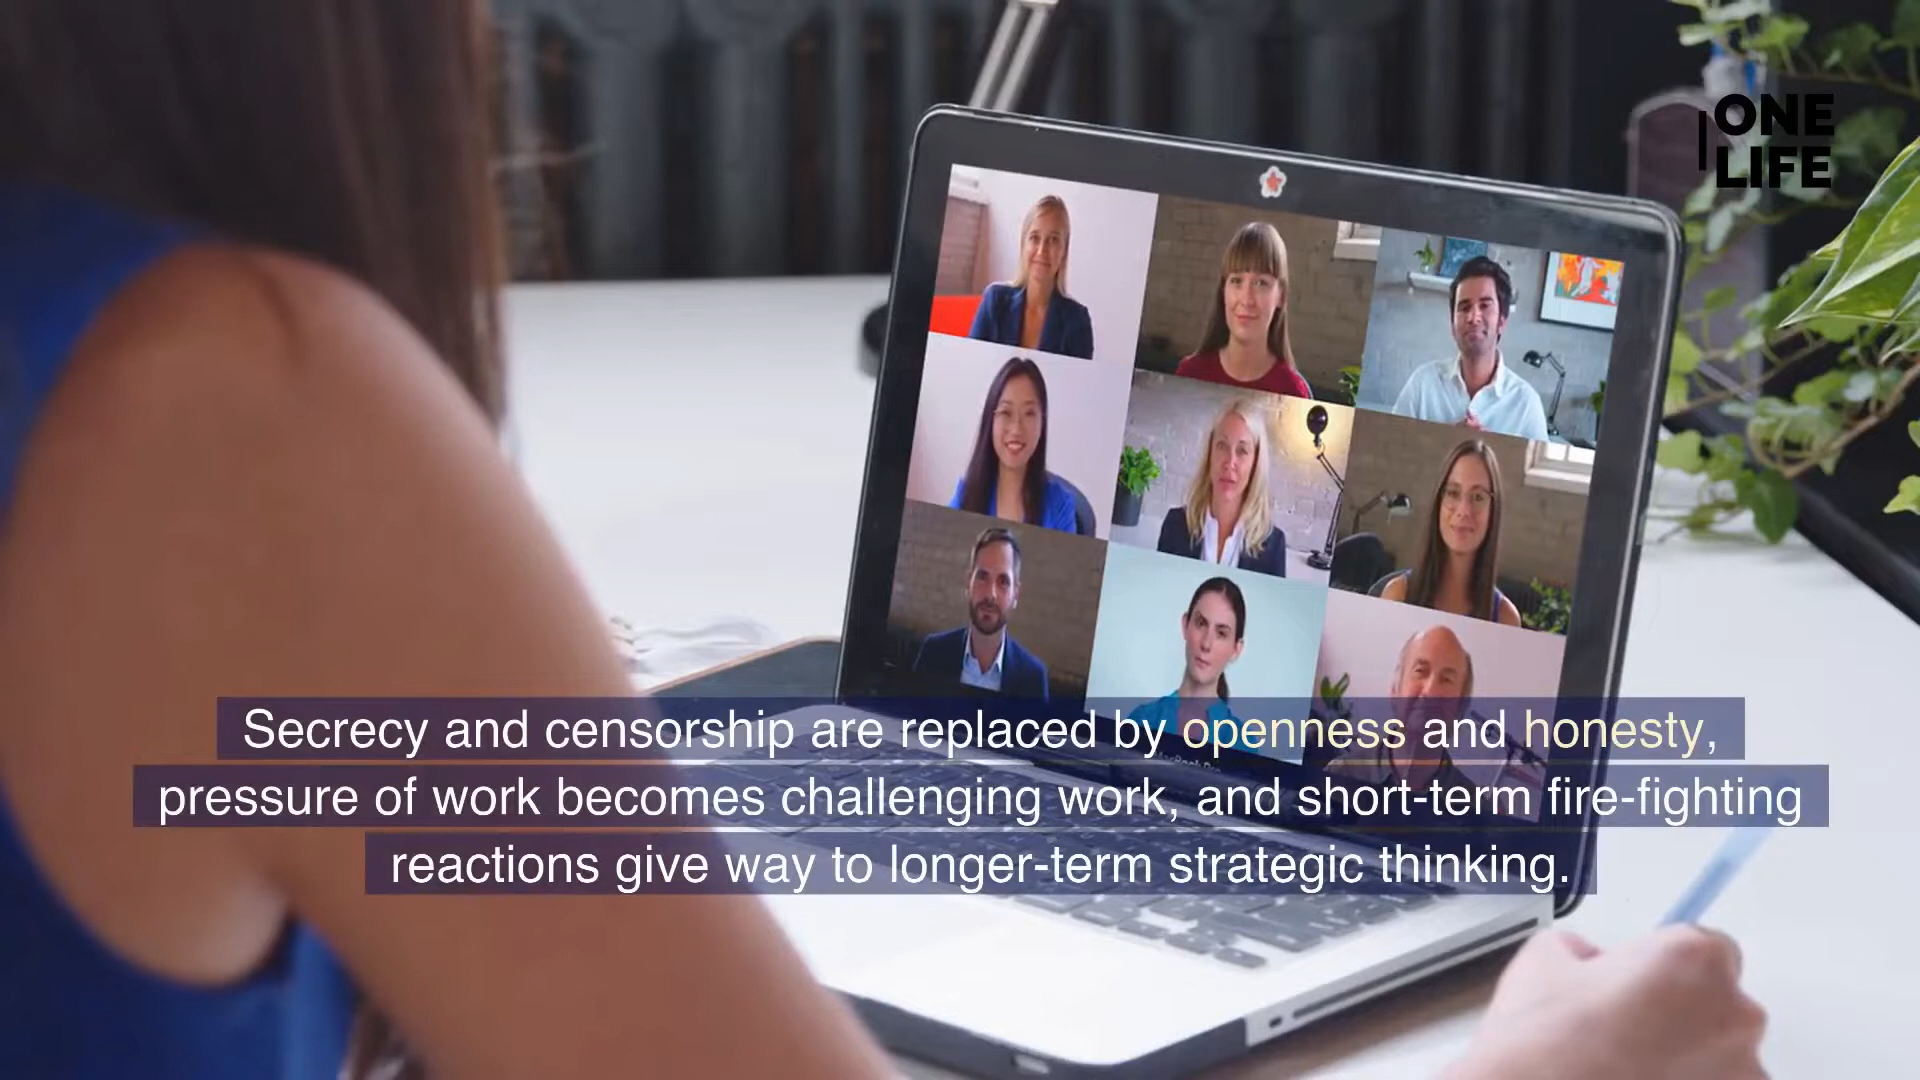 ONE
LIFE
Secrecy and censorship are replaced by openness and honesty,
pressure of work becomes challenging work, and short-term fire-fighting
reactions give way to longer-term strategic thinking.